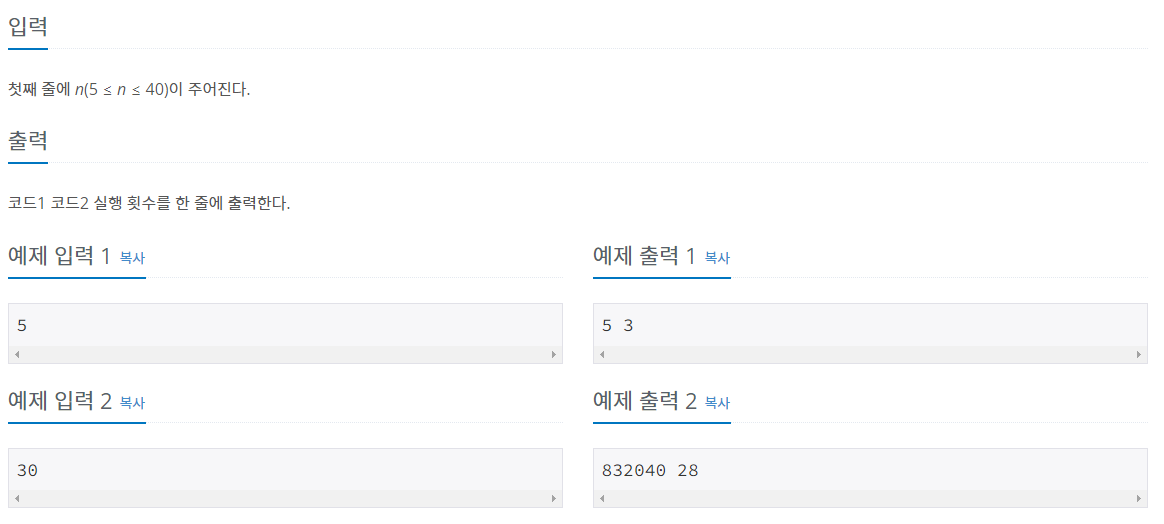 입력
첫째 줄에 n(5 ≤ n ≤ 40)이 주어진다.
출력
코드1 코드2 실행 횟수를 한 줄에 출력한다.
예제 입력 1 복사
5
예제 출력 1 복사
5 3
예제 입력 2 복사
30
예제 출력 2 복사
832040 28